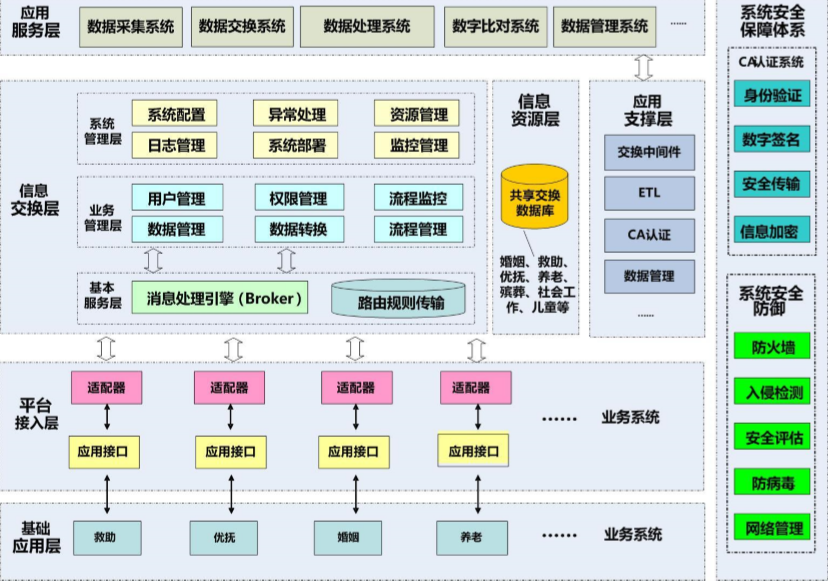 应用
服务层
数据采集系统
数据交换系统
数据处理系统
数字比对系统
数据管理系统
……
信息
交换层
系统
管理层
系统配置
异常处理
资源管理
日志管理
系统部署
监控管理
业务
管理层
用户管理
权限管理
流程监控
数据管理
数据转换
流程管理
基本
服务层
消息处理引擎（Broker）
路由规则传输
信息
资源层
共享交换
数据库
婚姻、救助、
优抚、养老、
殡葬、社会工
作、儿童等
应用
支撑层
交换中间件
ETL
CA认证
数据管理
……
平台
接入层
适配器
适配器
适配器
适配器
应用接口
应用接口
应用接口
应用接口
……
业务系统
基础
应用层
救助
优抚
婚姻
养老
……
业务系统
系统安全
保障体系
CA认证系统
身份验证
数字签名
安全传输
信息加密
系统安全
防御
防火墙
入侵检测
安全评估
防病毒
网络管理